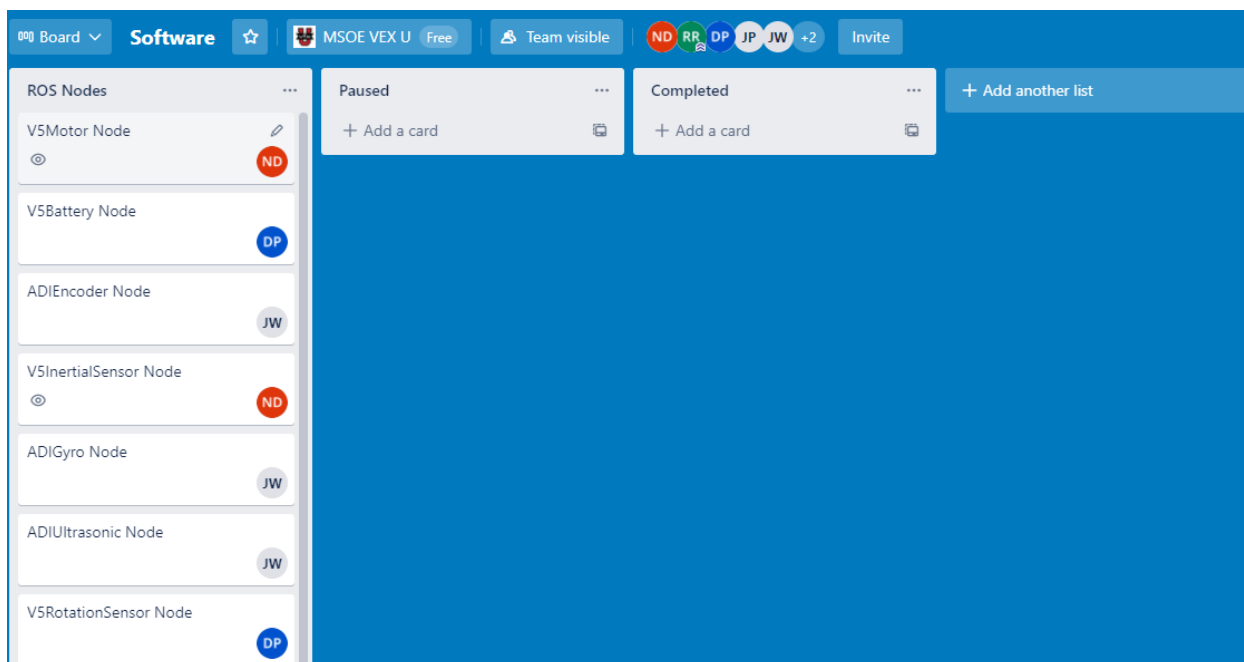 Board Software MSOE VEX U Free Team visible ND RR DP JP JW +2 Invite
ROS Nodes
V5Motor Node
ND
V5Battery Node
DP
ADIEncoder Node
JW
V5InertialSensor Node
ND
ADIGyro Node
JW
ADIUltrasonic Node
JW
V5RotationSensor Node
DP
Paused
+ Add a card
Completed
+ Add a card
+ Add another list